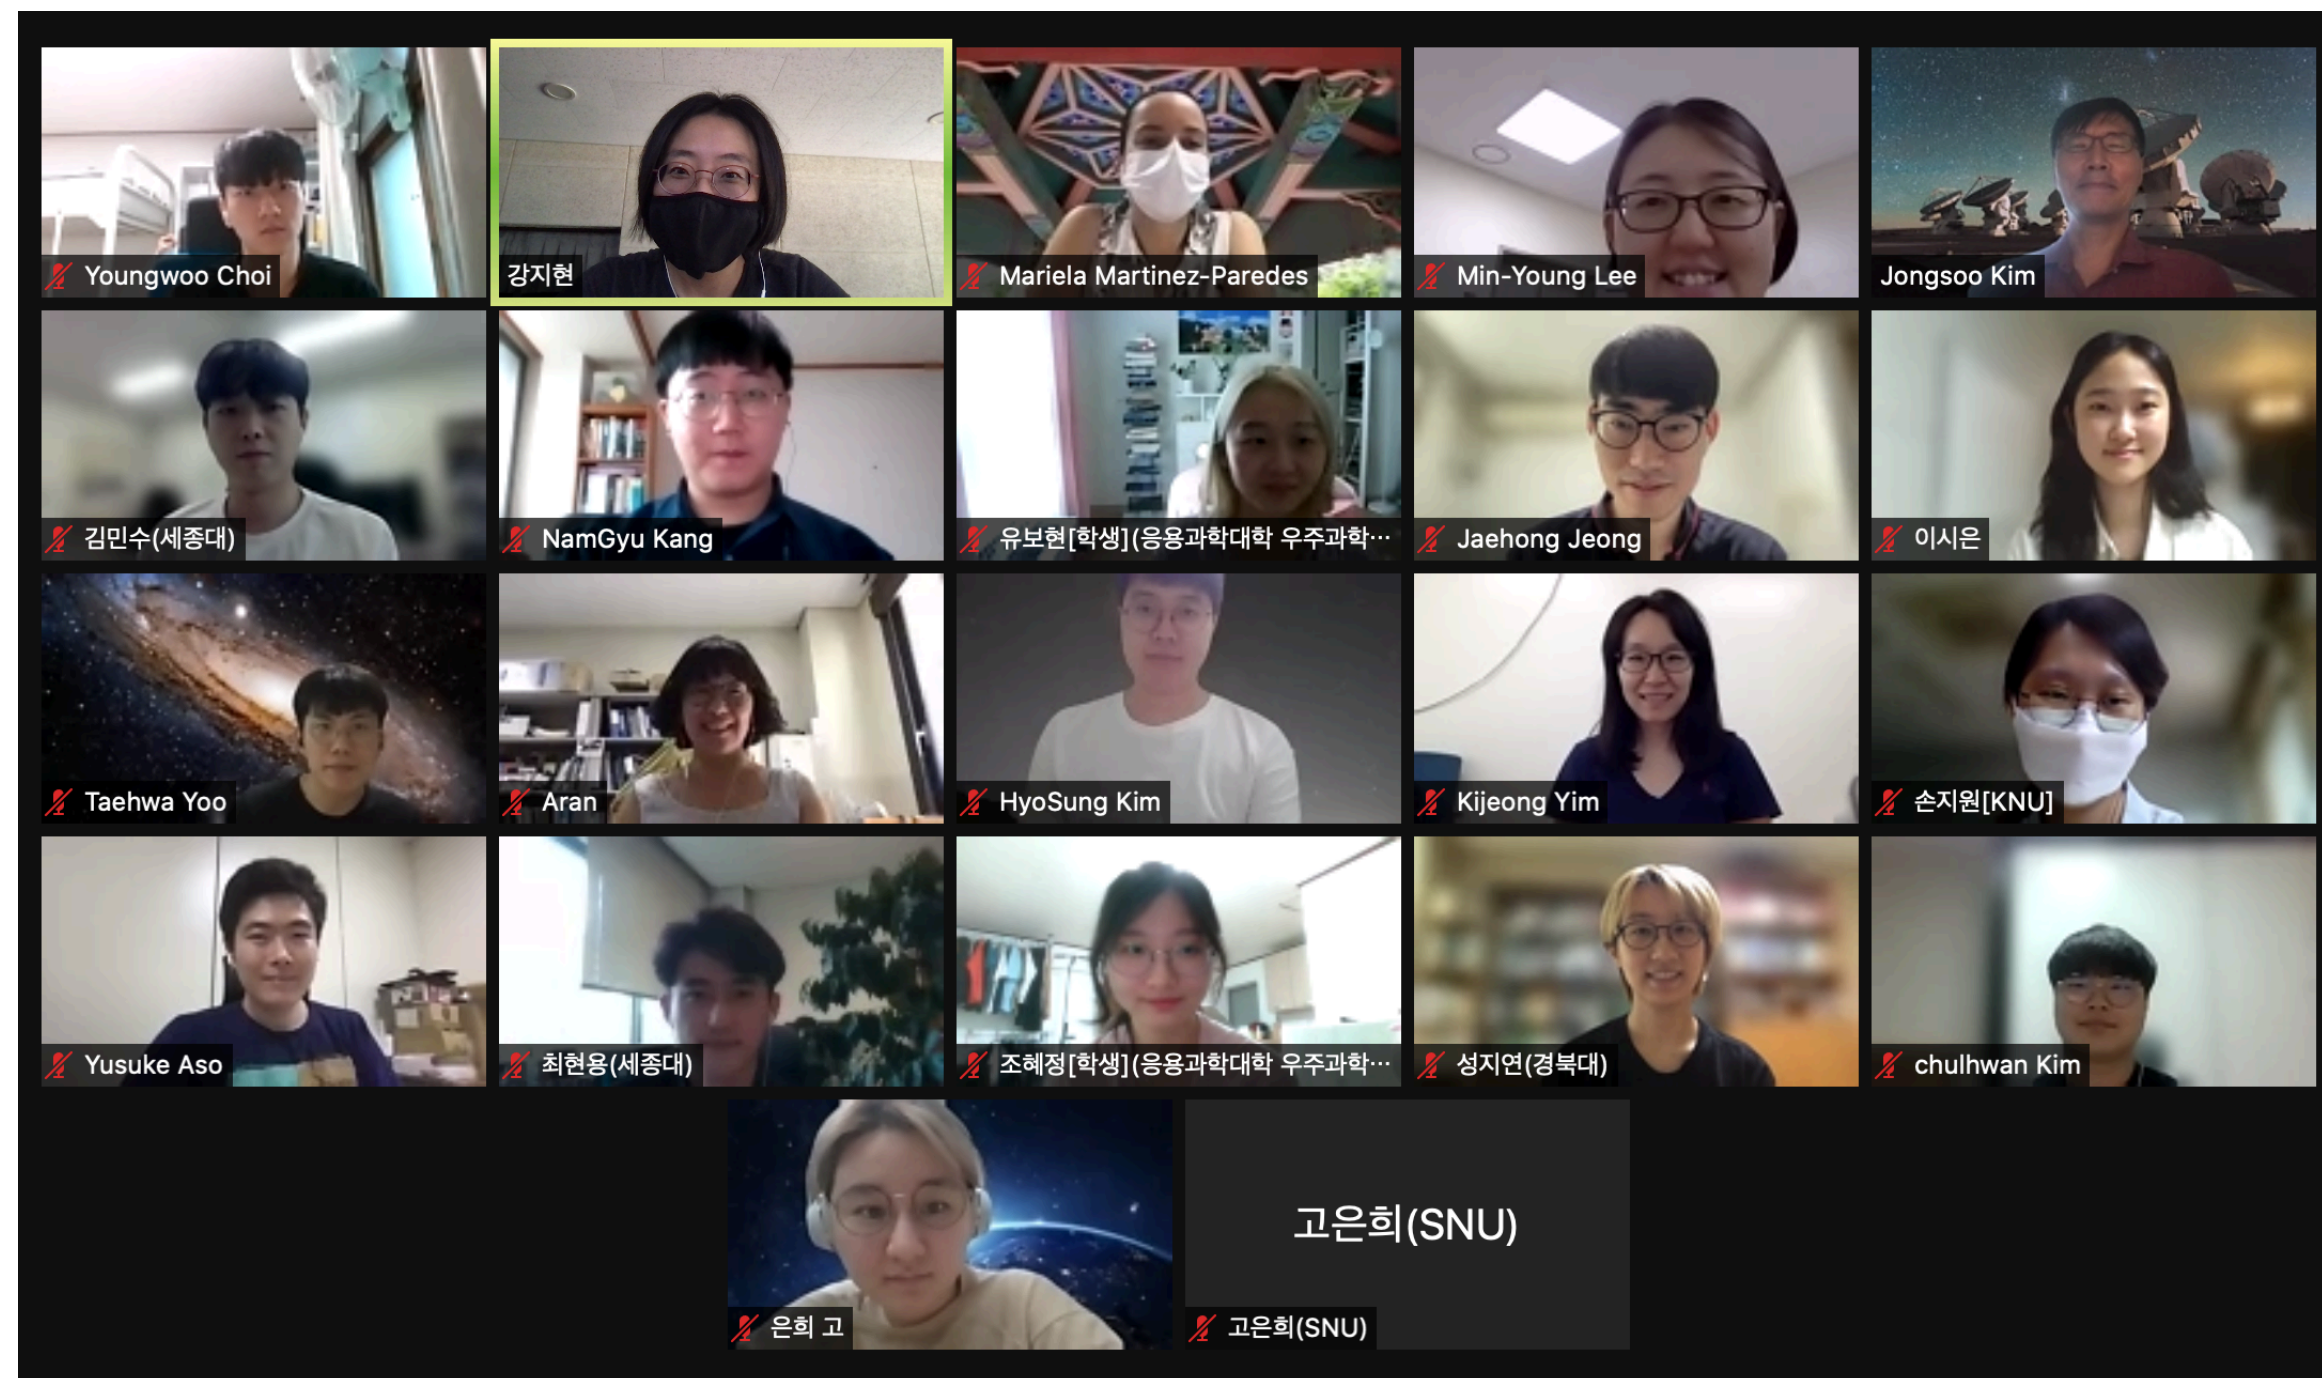 Youngwoo Choi
강지현
Mariela Martinez-Paredes
Min-Young Lee
Jongsoo Kim
김민수(세종대)
NamGyu Kang
유보현[학생](응용과학대학 우주과학…
Jaehong Jeong
이시은
Taehwa Yoo
Aran
HyoSung Kim
Kijeong Yim
손지원[KNU]
Yusuke Aso
최현용(세종대)
조혜정[학생](응용과학대학 우주과학…
성지연(경북대)
chulhwan Kim
은희 고
고은희(SNU)
고은희(SNU)